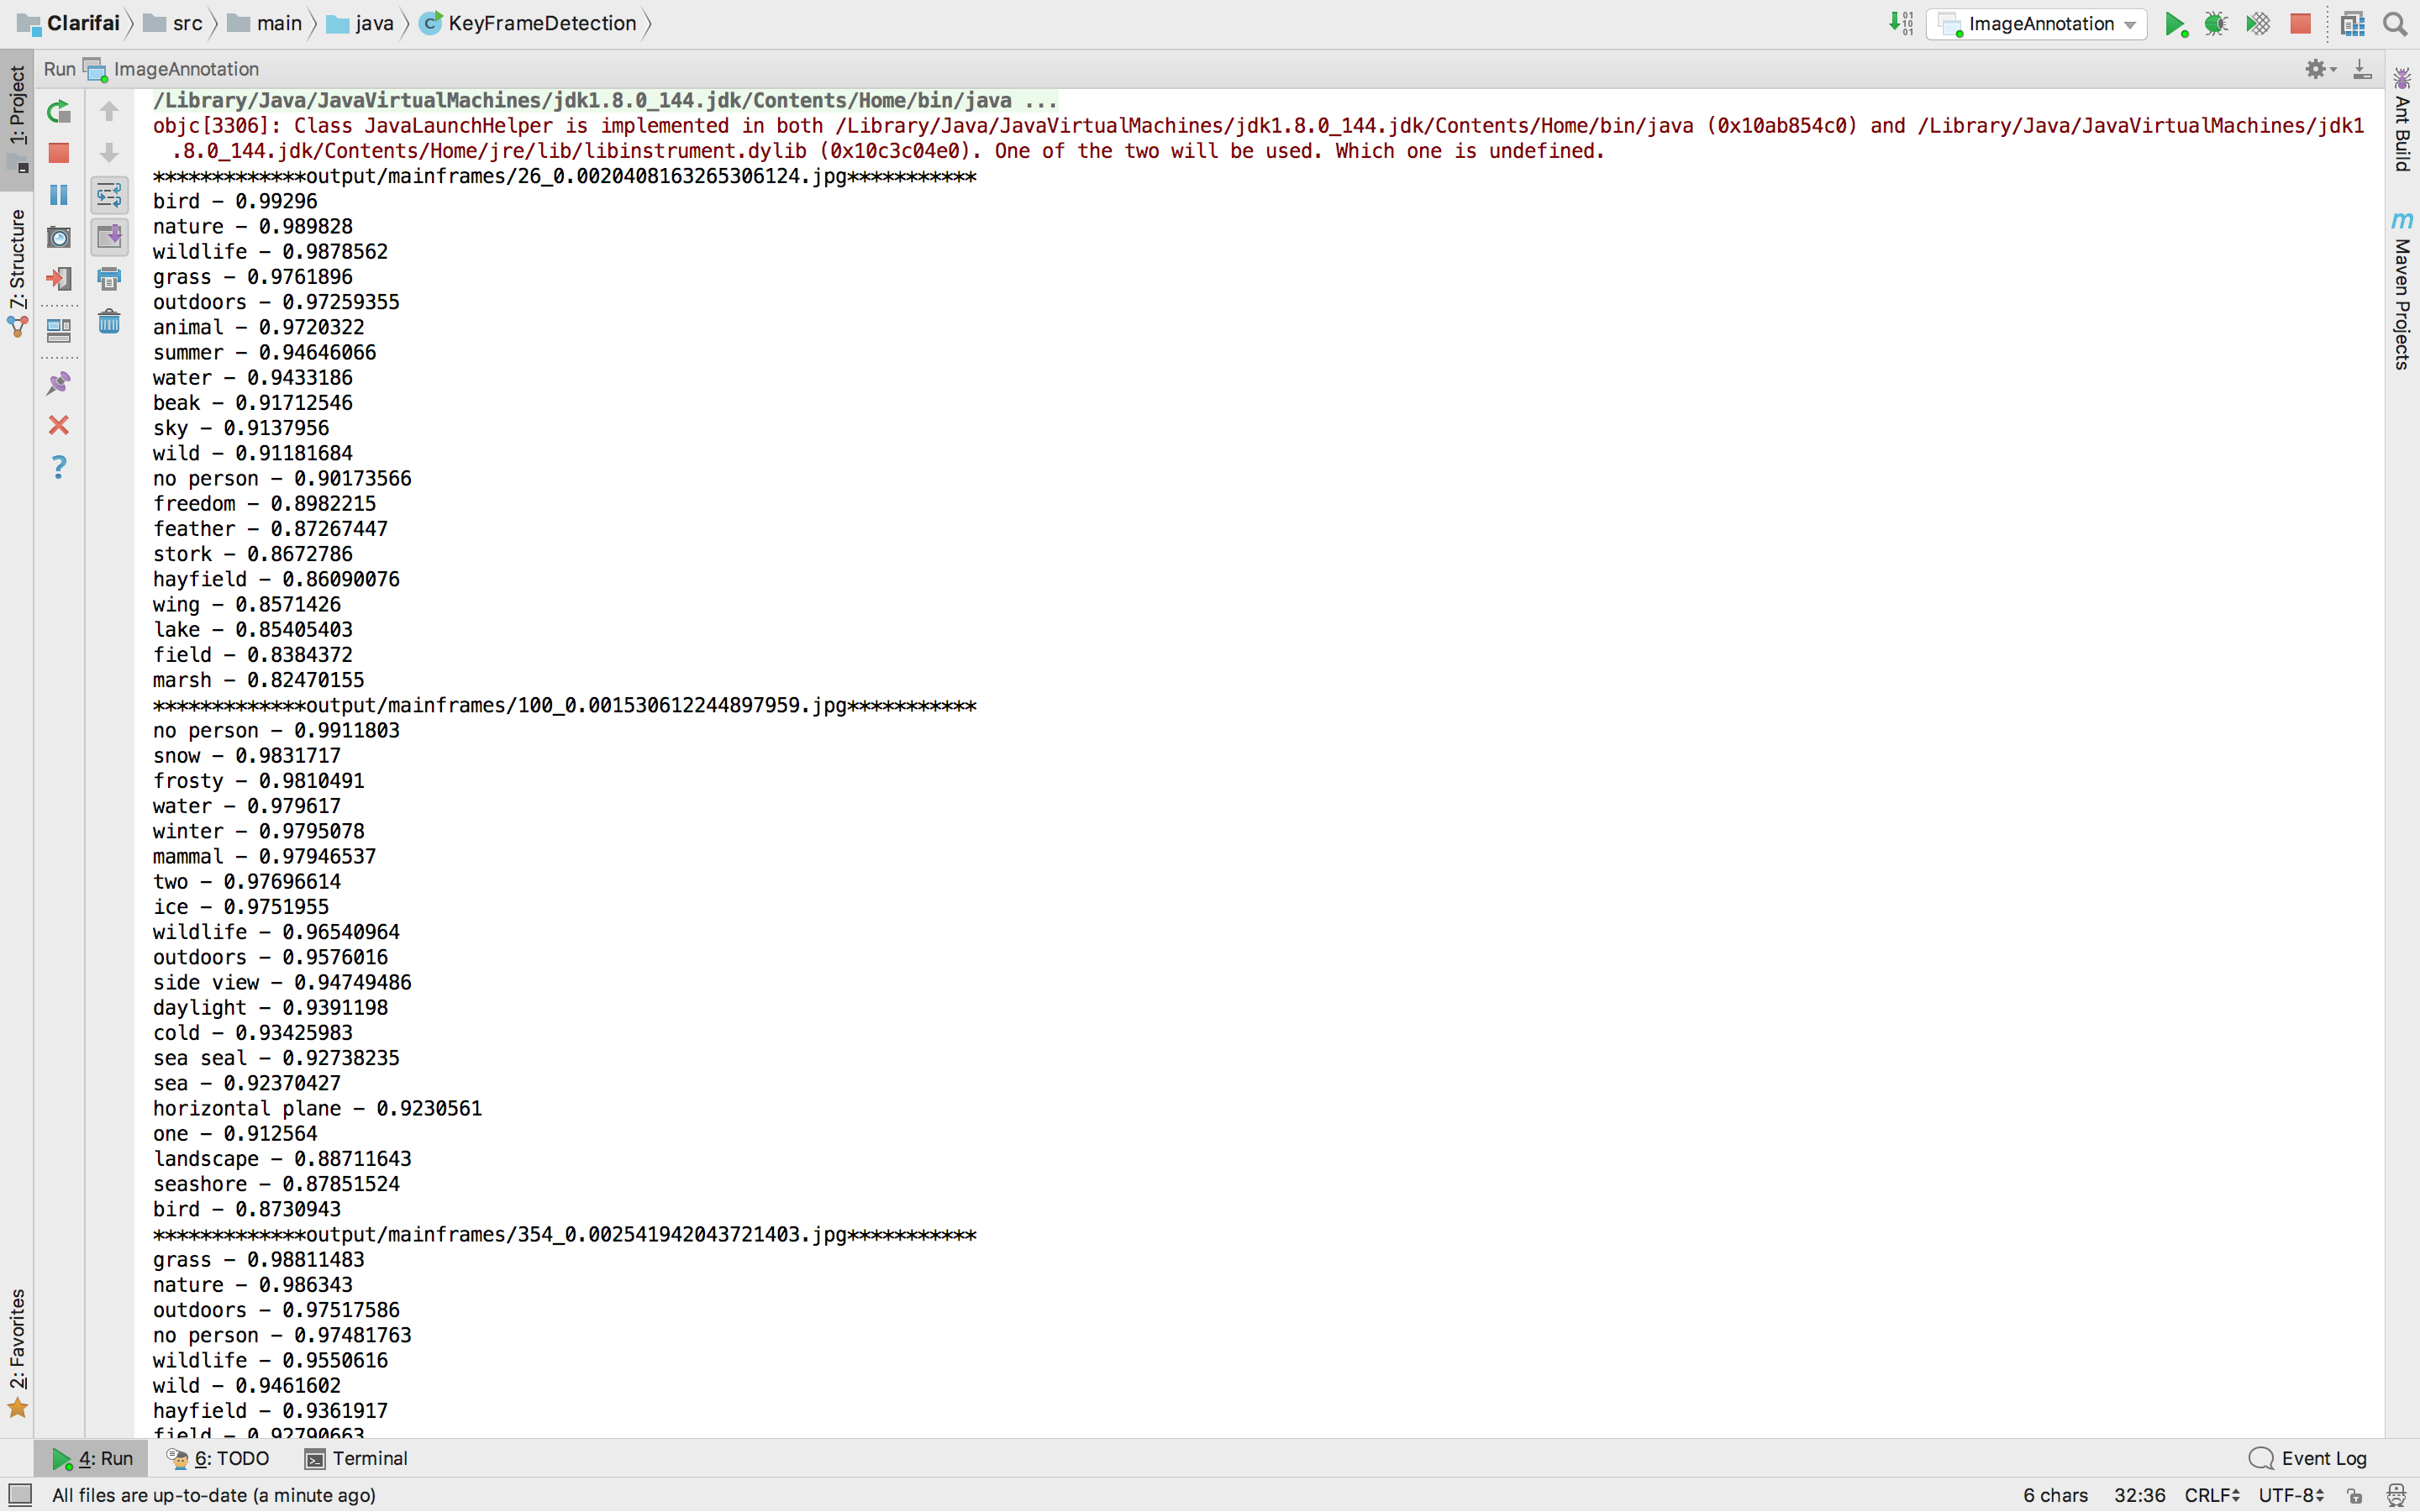 Clarifai src main java KeyFrameDetection
ImageAnnotation
Run ImageAnnotation
1: Project
7: Structure
2: Favorites
Ant Build
Maven Projects
/Library/Java/JavaVirtualMachines/jdk1.8.0_144.jdk/Contents/Home/bin/java ...
objc[3306]: Class JavaLaunchHelper is implemented in both /Library/Java/JavaVirtualMachines/jdk1.8.0_144.jdk/Contents/Home/bin/java (0x10ab854c0) and /Library/Java/JavaVirtualMachines/jdk1
.8.0_144.jdk/Contents/Home/jre/lib/libinstrument.dylib (0x10c3c04e0). One of the two will be used. Which one is undefined.
*************output/mainframes/26_0.0020408163265306124.jpg***********
bird - 0.99296
nature - 0.989828
wildlife - 0.9878562
grass - 0.9761896
outdoors - 0.97259355
animal - 0.9720322
summer - 0.94646066
water - 0.9433186
beak - 0.91712546
sky - 0.9137956
wild - 0.91181684
no person - 0.90173566
freedom - 0.8982215
feather - 0.87267447
stork - 0.8672786
hayfield - 0.86090076
wing - 0.8571426
lake - 0.85405403
field - 0.8384372
marsh - 0.82470155
*************output/mainframes/100_0.001530612244897959.jpg***********
no person - 0.9911803
snow - 0.9831717
frosty - 0.9810491
water - 0.979617
winter - 0.9795078
mammal - 0.97946537
two - 0.97696614
ice - 0.9751955
wildlife - 0.96540964
outdoors - 0.9576016
side view - 0.94749486
daylight - 0.9391198
cold - 0.93425983
sea seal - 0.92738235
sea - 0.92370427
horizontal plane - 0.9230561
one - 0.912564
landscape - 0.88711643
seashore - 0.87851524
bird - 0.8730943
*************output/mainframes/354_0.002541942043721403.jpg***********
grass - 0.98811483
nature - 0.986343
outdoors - 0.97517586
no person - 0.97481763
wildlife - 0.9550616
wild - 0.9461602
hayfield - 0.9361917
field - 0.92790663
4: Run 6: TODO Terminal Event Log
All files are up-to-date (a minute ago) 6 chars 32:36 CRLF UTF-8